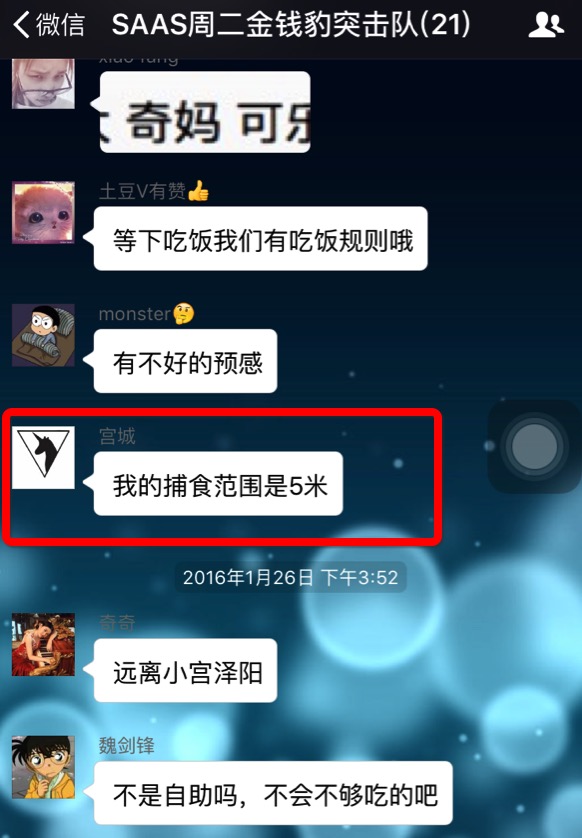 微信
SAAS周二金钱豹突击队(21)
xiao fang
奇妈 可乐
土豆V有赞👍
等下吃饭我们有吃饭规则哦
monster🤔
有不好的预感
宫城
我的捕食范围是5米
2016年1月26日 下午3:52
奇奇
远离小宫泽阳
魏剑锋
不是自助吗，不会不够吃的吧